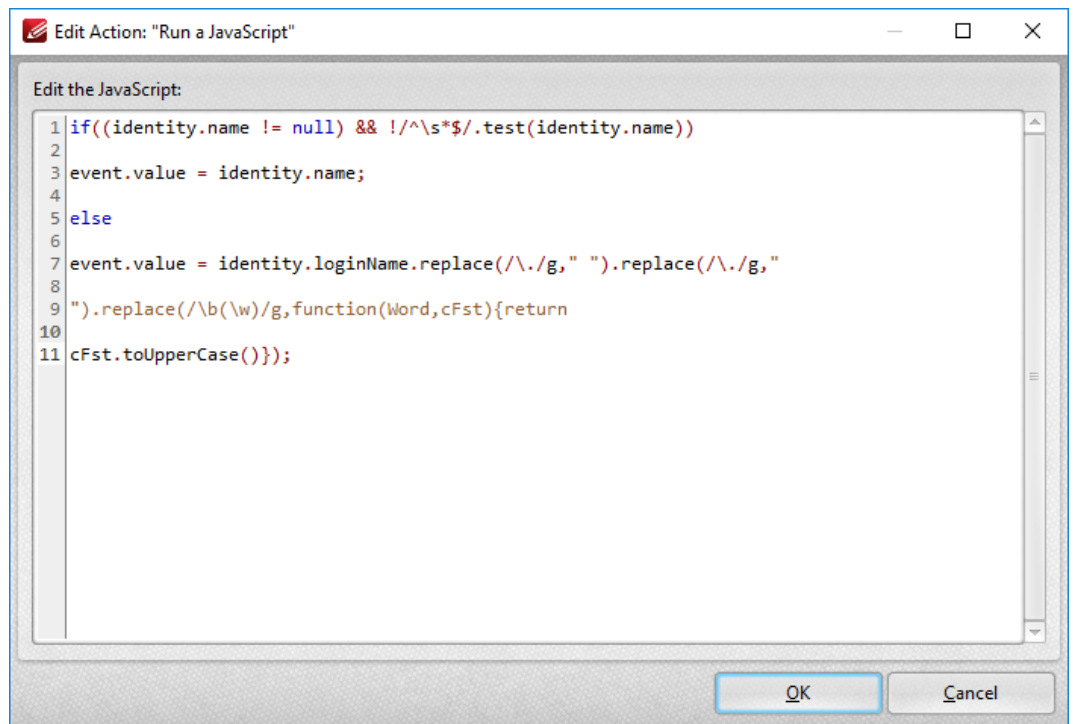 Edit Action: "Run a JavaScript"
Edit the JavaScript:
1 if((identity.name != null) && !/^\s*$/.test(identity.name))
2
3 event.value = identity.name;
4
5 else
6
7 event.value = identity.loginName.replace(/\./g," ").replace(/\./g,"
8
9 ").replace(/\b(\w)/g,function(Word,cFst){return
10
11 cFst.toUpperCase()});
OK Cancel